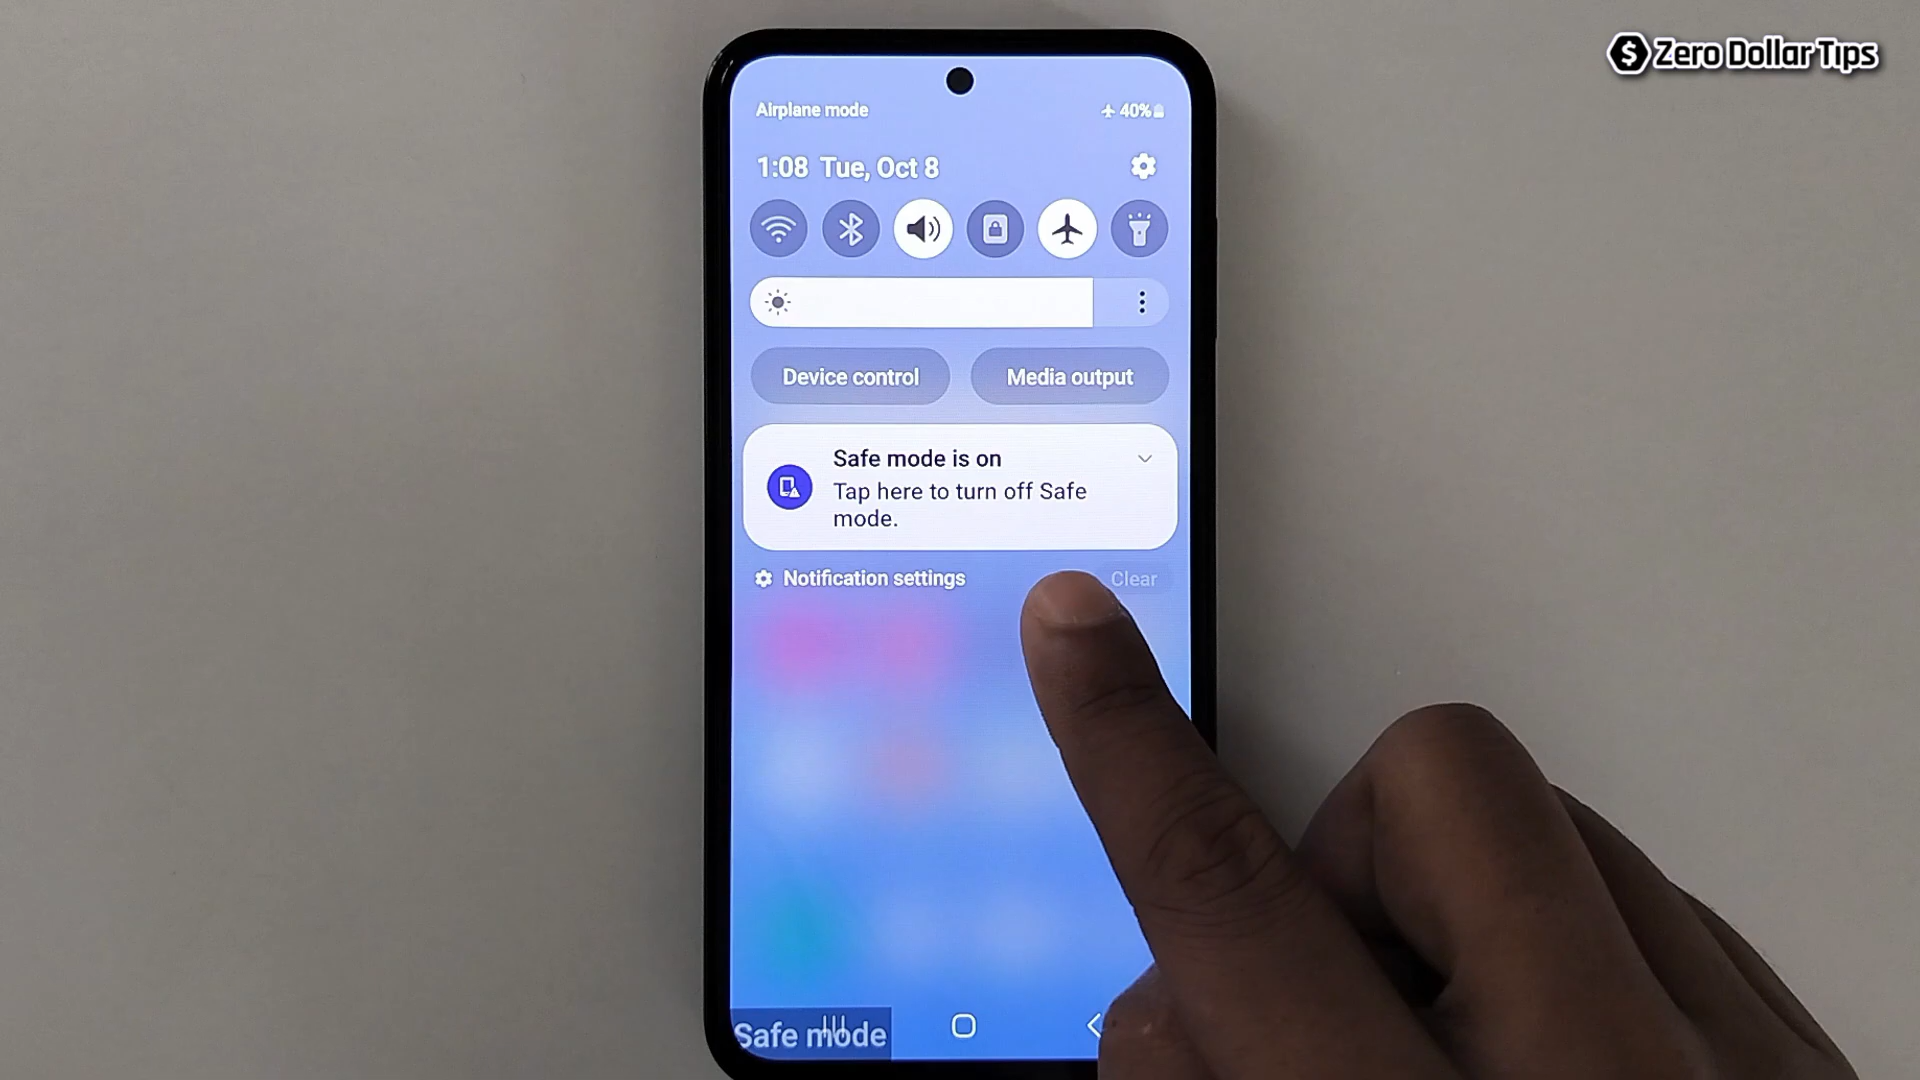 $ Zero Dollar Tips
Airplane mode
40%
1:08 Tue, Oct 8
Device control
Media output
Safe mode is on
Tap here to turn off Safe
mode.
Notification settings
Clear
Safe mode